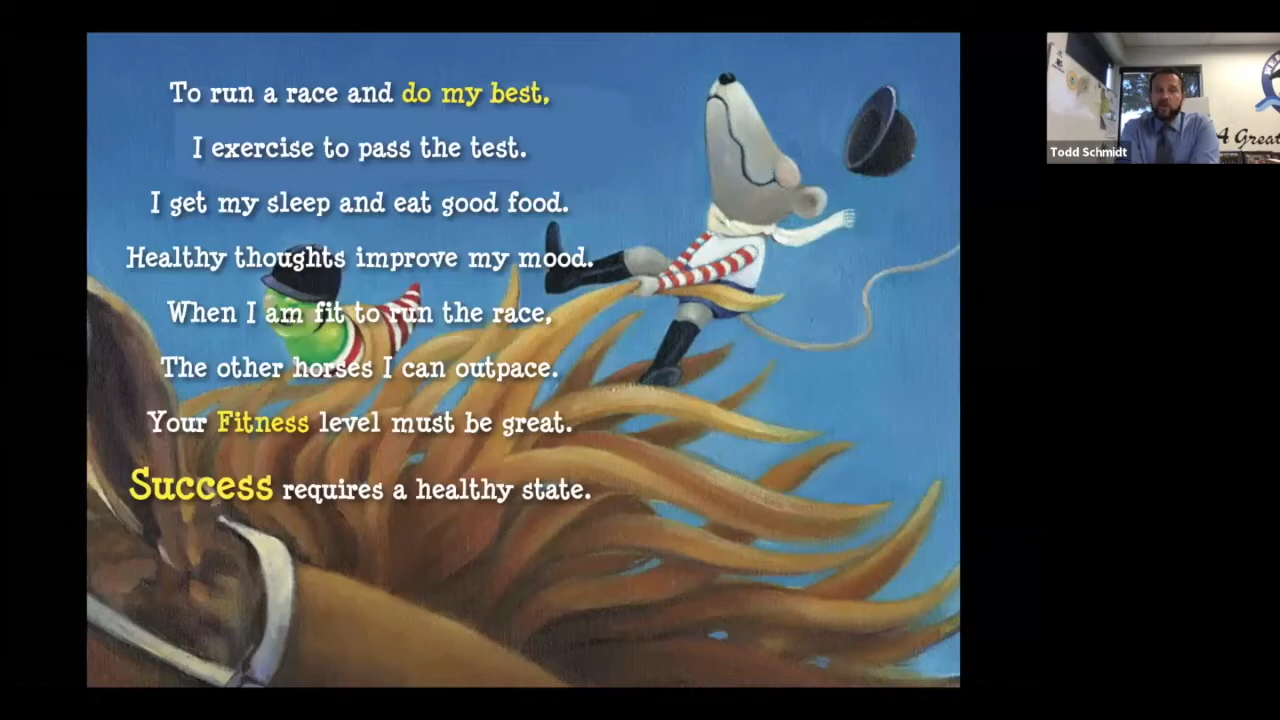 To run a race and do my best,
I exercise to pass the test.
I get my sleep and eat good food.
Healthy thoughts improve my mood.
When I am fit to run the race,
The other horses I can outpace.
Your Fitness level must be great.
Success requires a healthy state.
A Great
Todd Schmidt